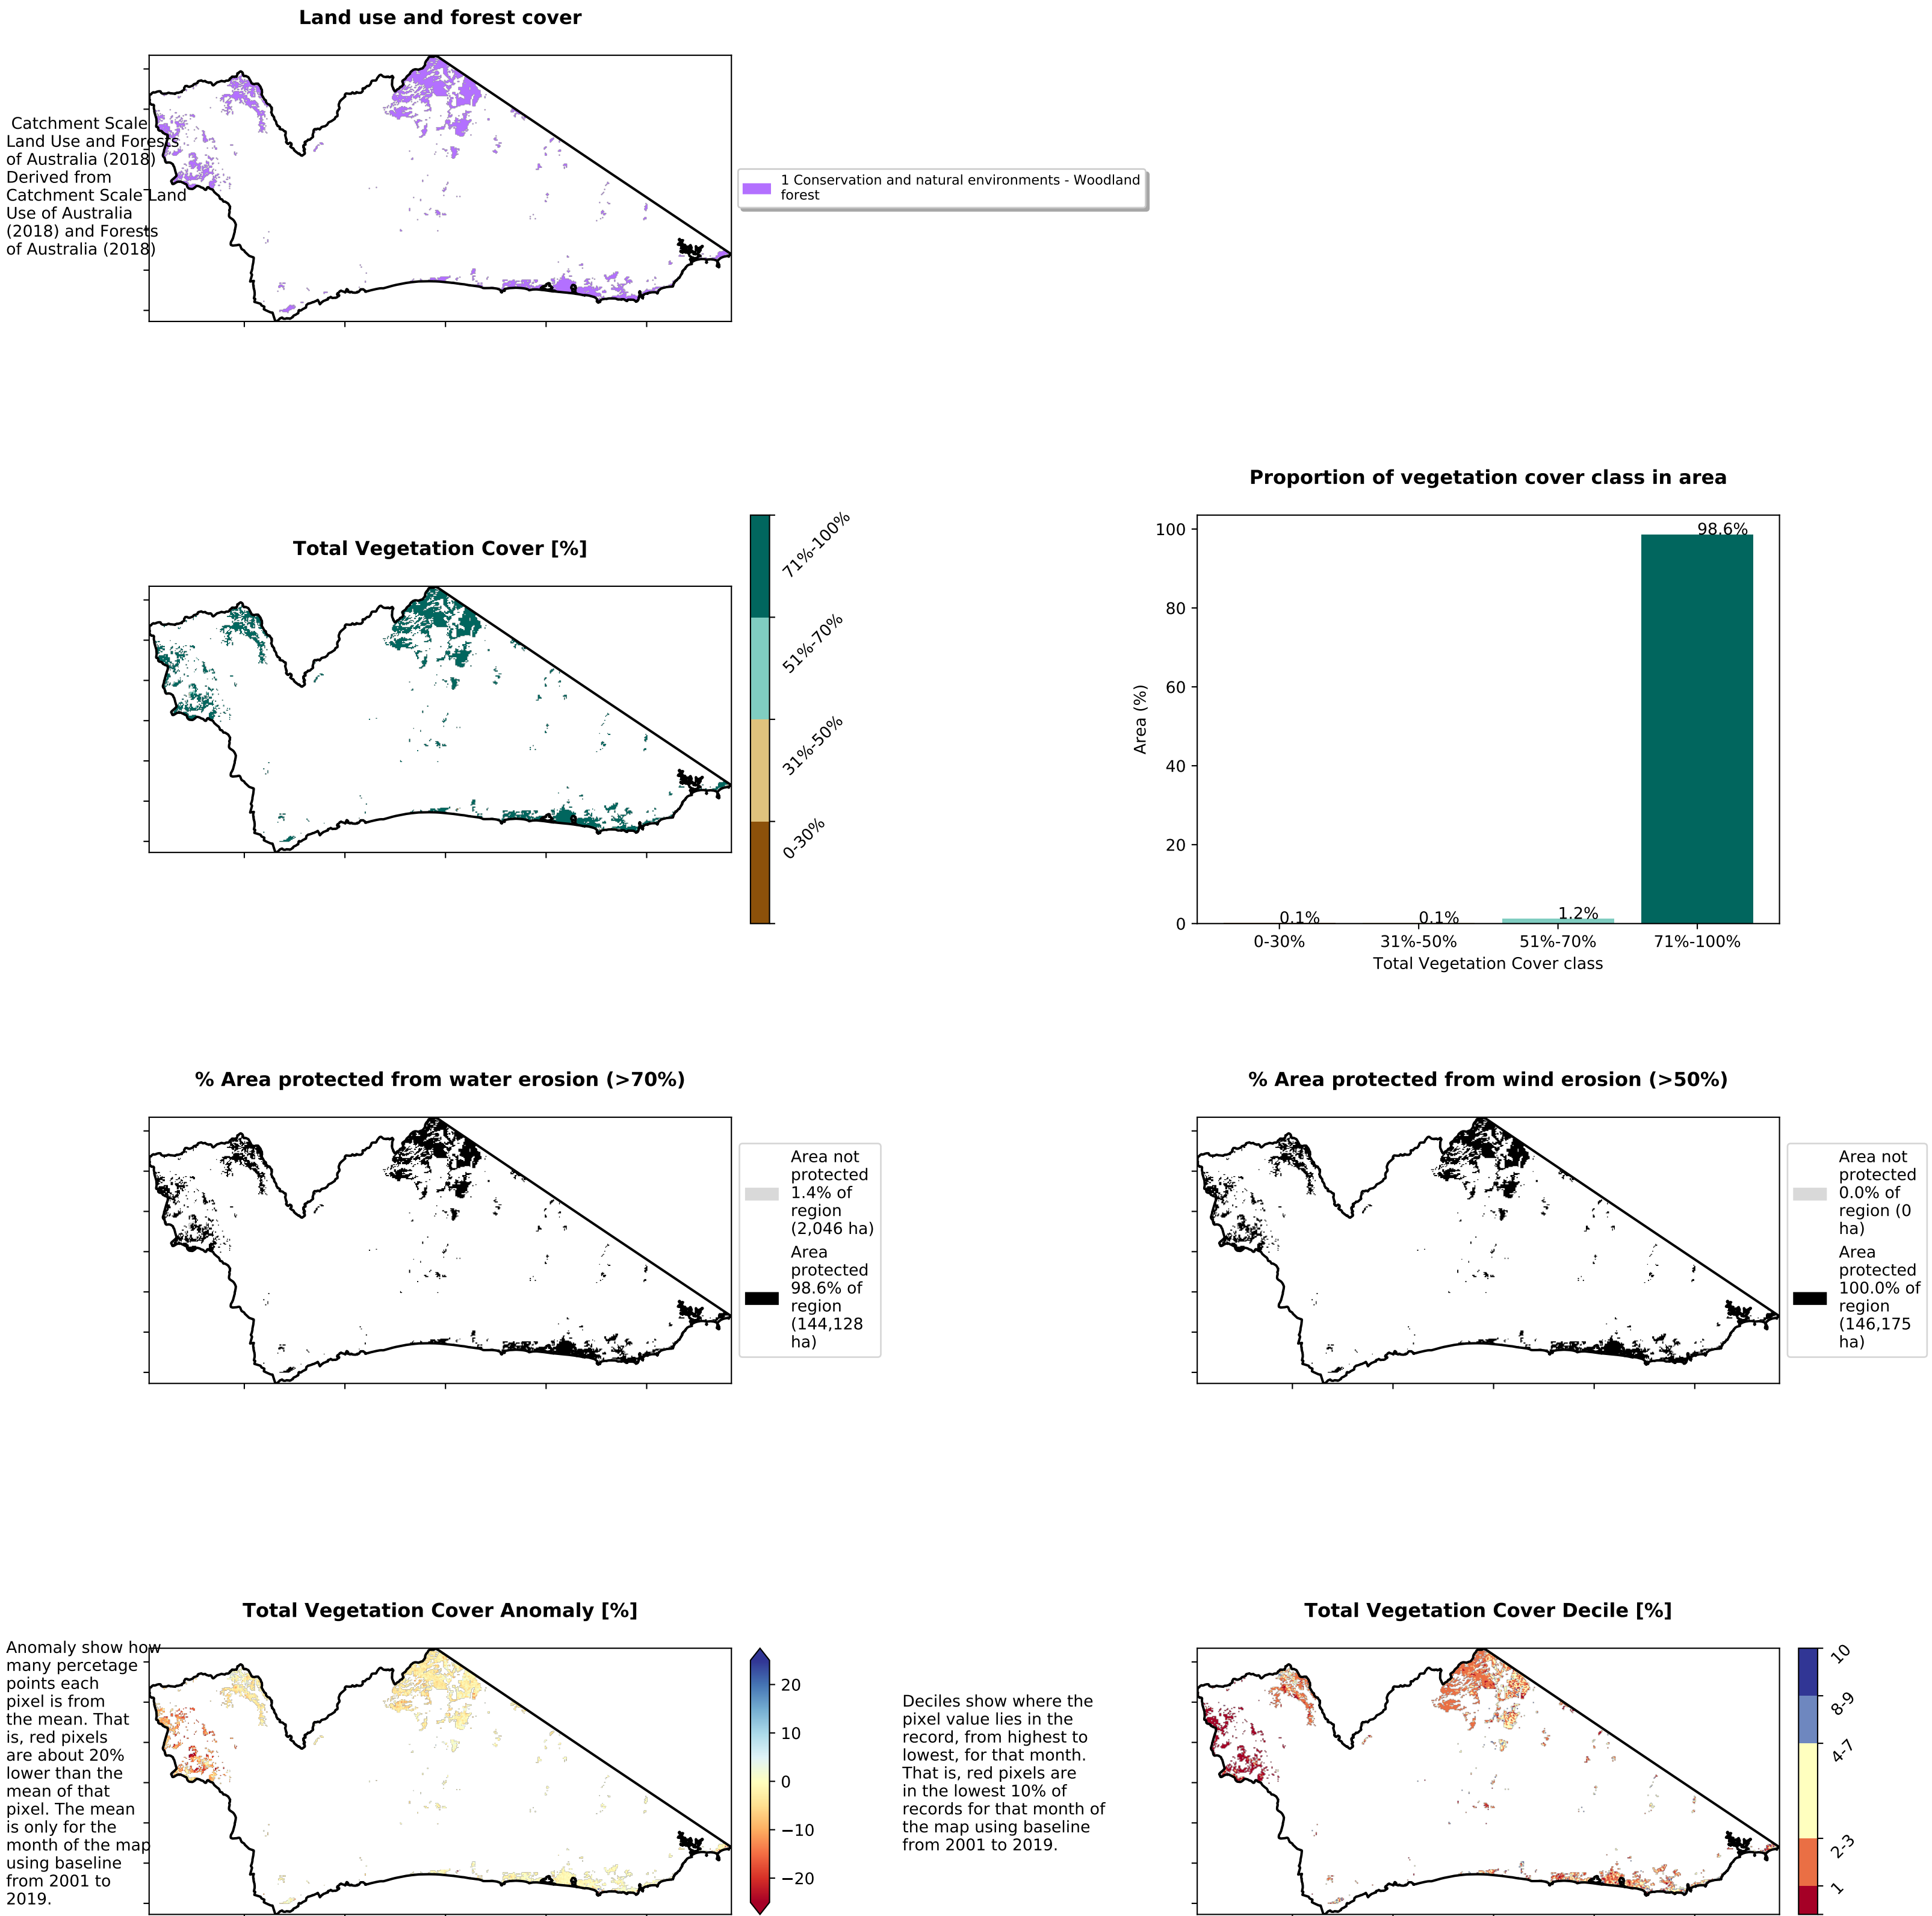 Land use and forest cover
Catchment Scale
Land Use and Forests
of Australia (2018)
Derived from
Catchment Scale Land
Use of Australia
(2018) and Forests
of Australia (2018)
1 Conservation and natural environments - Woodland
forest
Total Vegetation Cover [%]
71%-100%
51%-70%
31%-50%
0-30%
Proportion of vegetation cover class in area
Area (%)
100
80
60
40
20
0
0.1%
0.1%
1.2%
98.6%
0-30%
31%-50%
51%-70%
71%-100%
Total Vegetation Cover class
% Area protected from water erosion (>70%)
Area not
protected
1.4% of
region
(2,046 ha)
Area
protected
98.6% of
region
(144,128
ha)
% Area protected from wind erosion (>50%)
Area not
protected
0.0% of
region (0
ha)
Area
protected
100.0% of
region
(146,175
ha)
Total Vegetation Cover Anomaly [%]
Anomaly show how
many percetage
points each
pixel is from
the mean. That
is, red pixels
are about 20%
lower than the
mean of that
pixel. The mean
is only for the
month of the map
using baseline
from 2001 to
2019.
20
10
0
−10
−20
Total Vegetation Cover Decile [%]
Deciles show where the
pixel value lies in the
record, from highest to
lowest, for that month.
That is, red pixels are
in the lowest 10% of
records for that month of
the map using baseline
from 2001 to 2019.
10
8-9
4-7
2-3
1